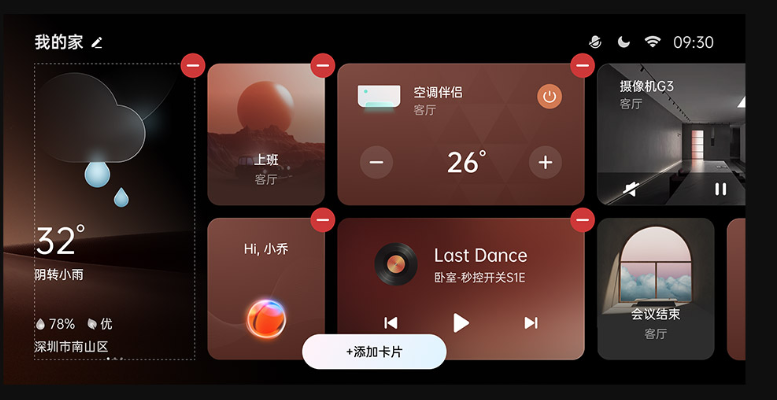 我的家
09:30
32°
阴转小雨
78% 优
深圳市南山区
上班
客厅
空调伴侣
客厅
26°
摄像机G3
客厅
Hi, 小乔
Last Dance
卧室-秒控开关S1E
会议结束
客厅
+添加卡片